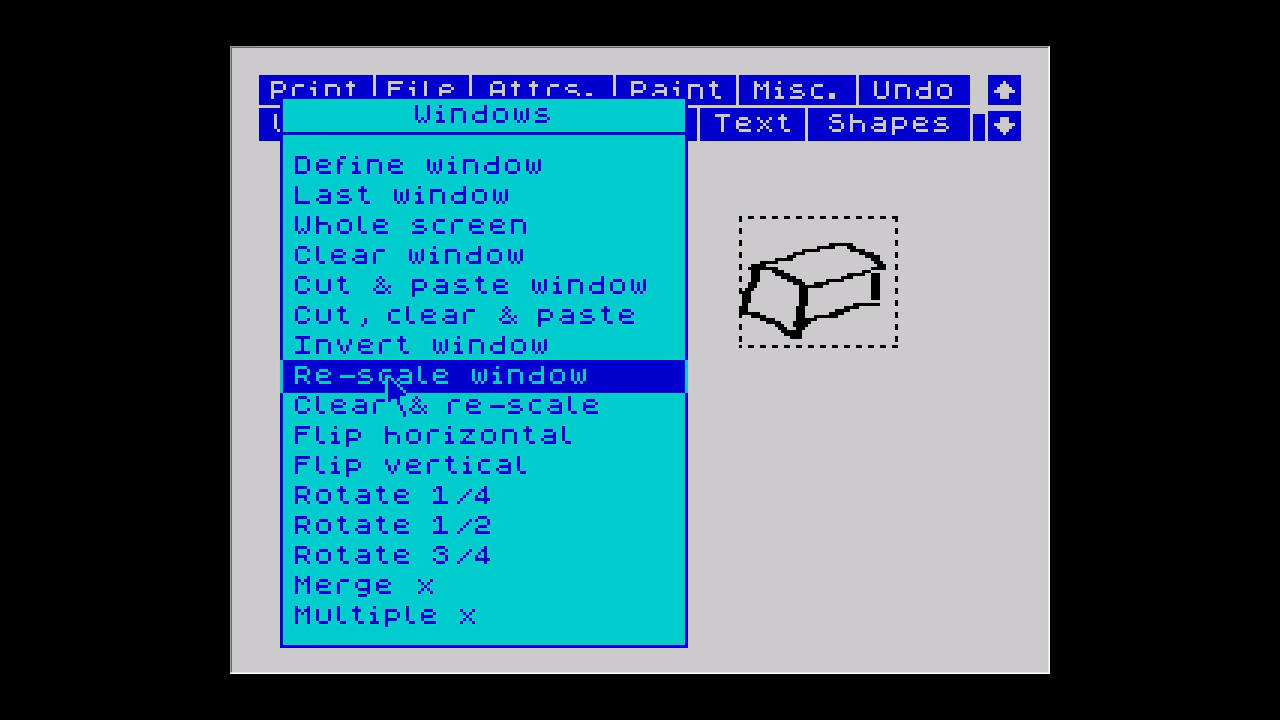 Print File Attrs. Paint Misc. Undo
Text Shapes
Windows
Define window
Last window
Whole screen
Clear window
Cut & paste window
Cut, clear & paste
Invert window
Re-scale window
Clear & re-scale
Flip horizontal
Flip vertical
Rotate 1/4
Rotate 1/2
Rotate 3/4
Merge x
Multiple x